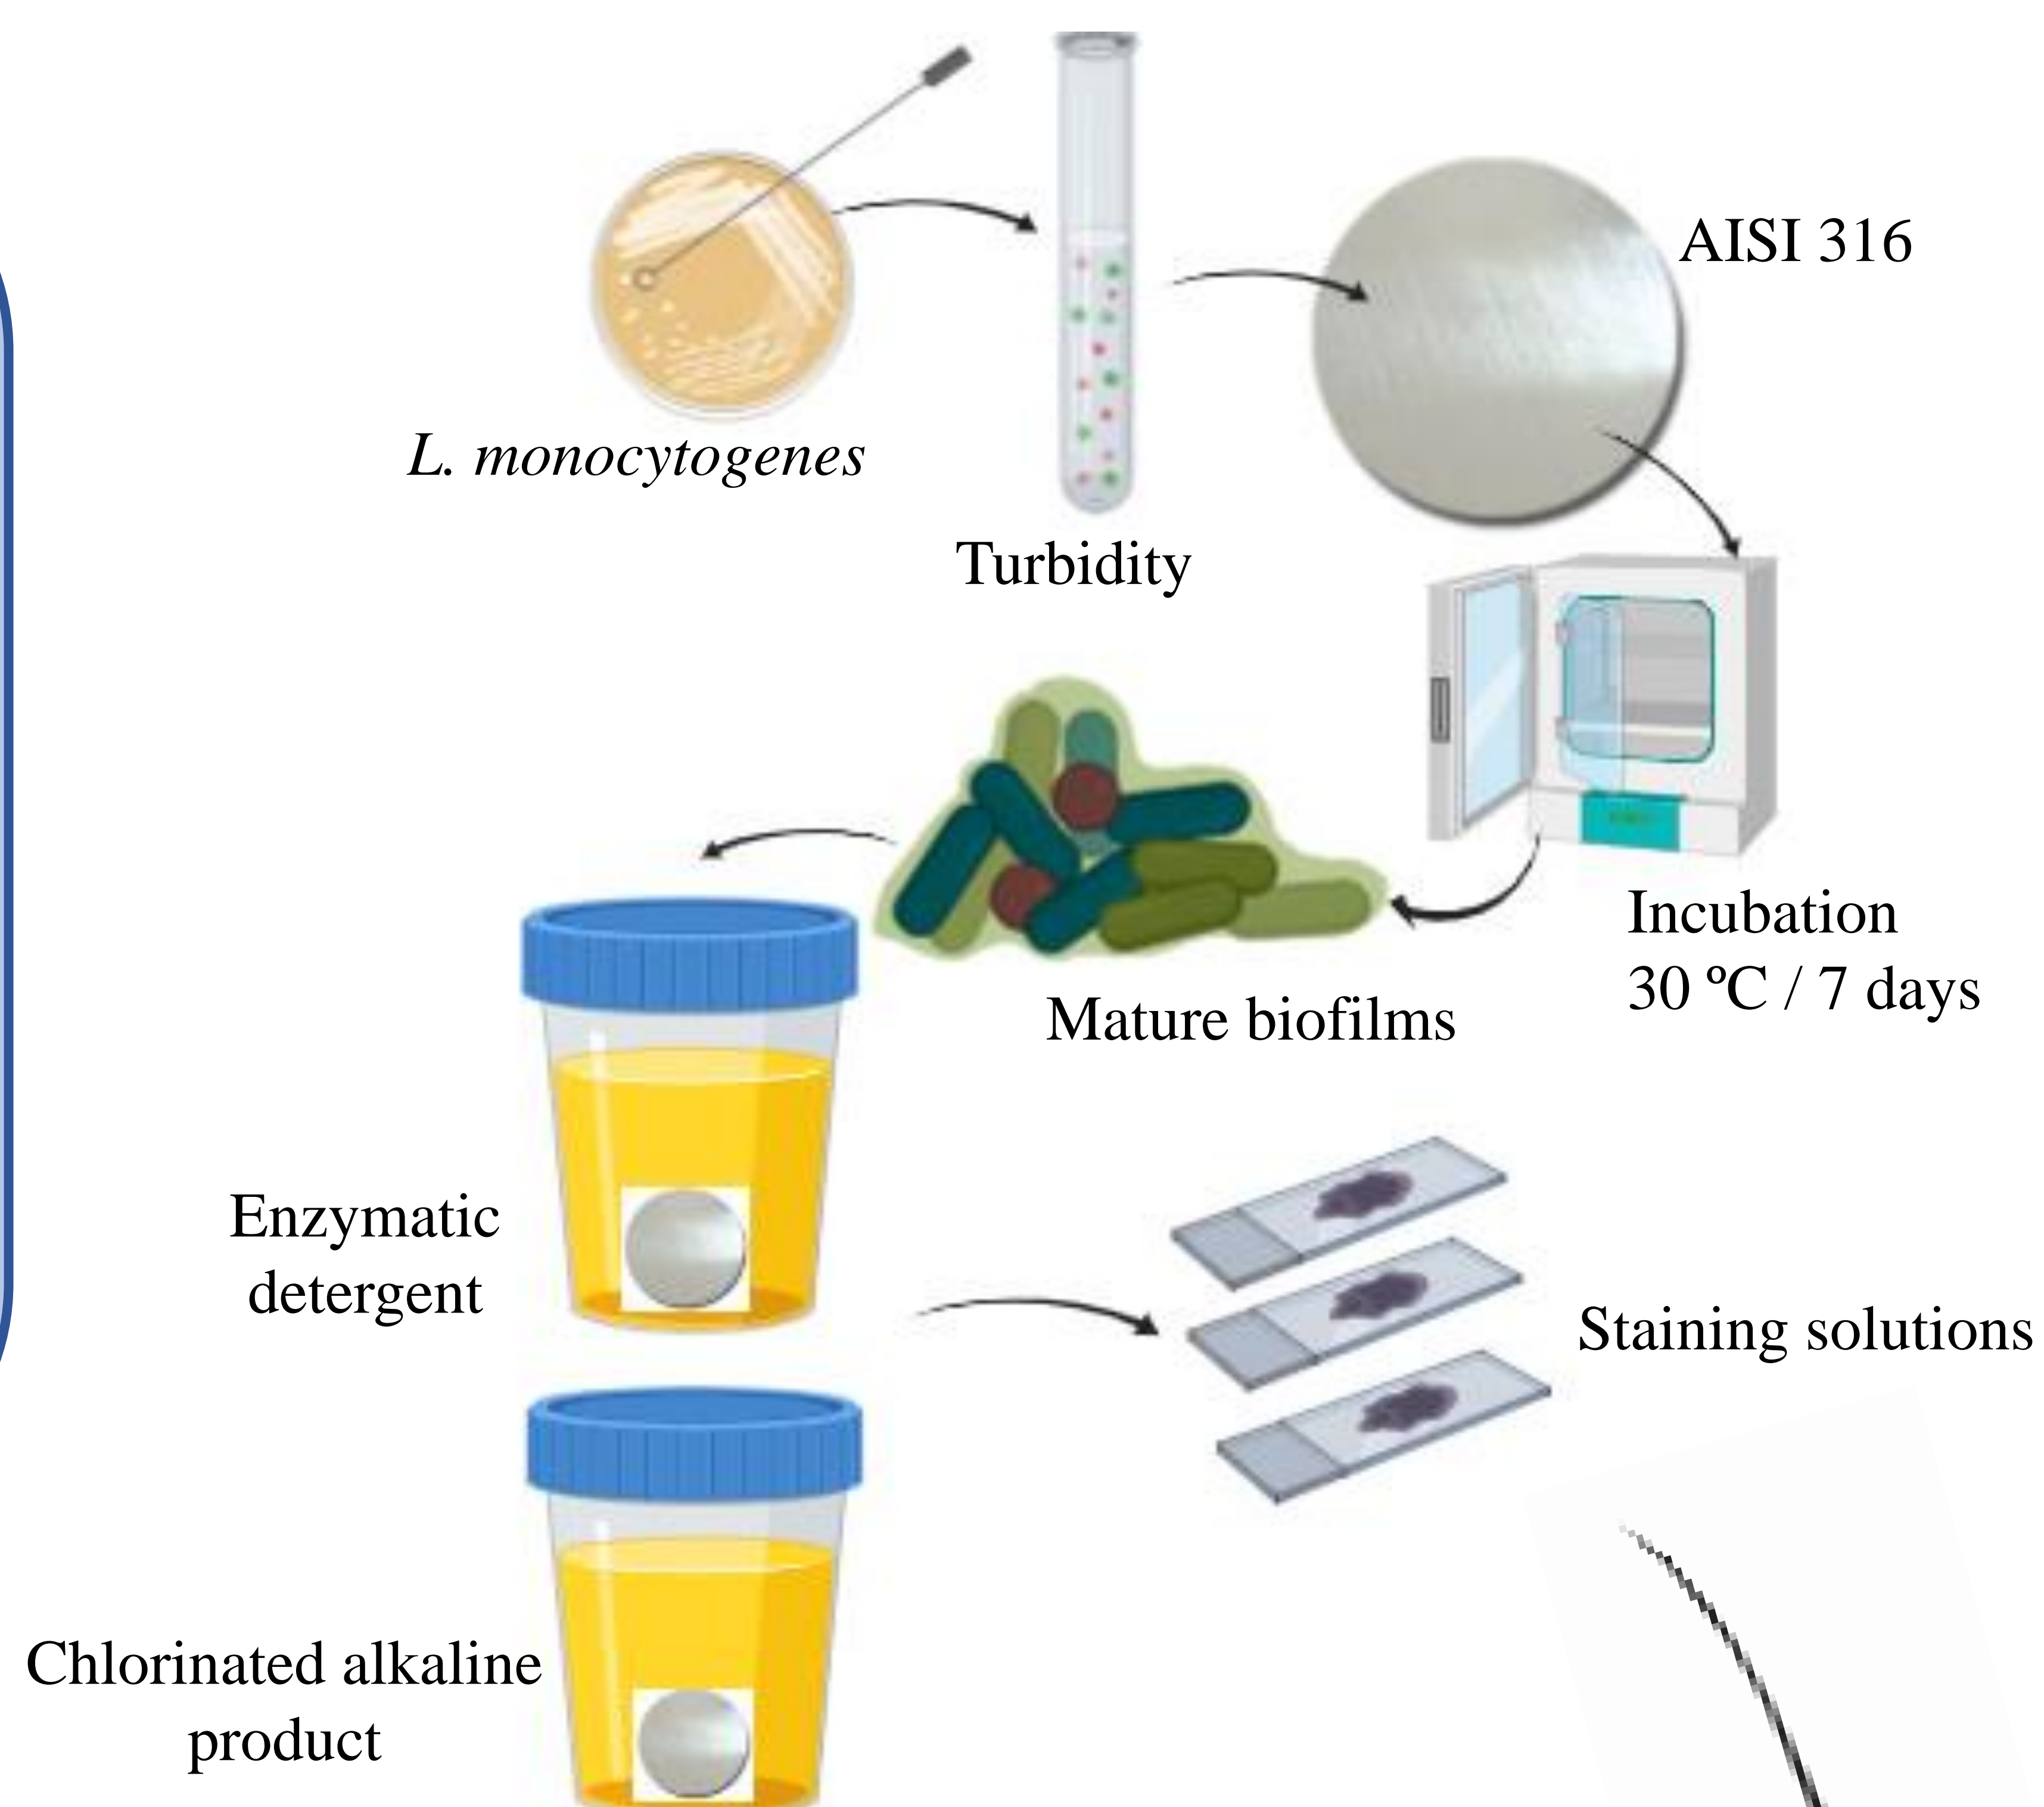 AISI 316
L. monocytogenes
Turbidity
Incubation
30 ºC / 7 days
Mature biofilms
Enzymatic
detergent
Staining solutions
Chlorinated alkaline
product